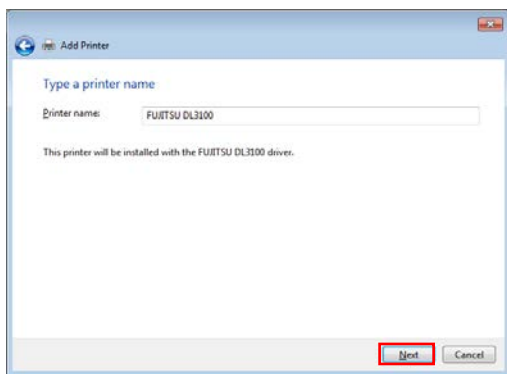 Add Printer
Type a printer name
Printer name: FUJITSU DL3100
This printer will be installed with the FUJITSU DL3100 driver.
Next Cancel